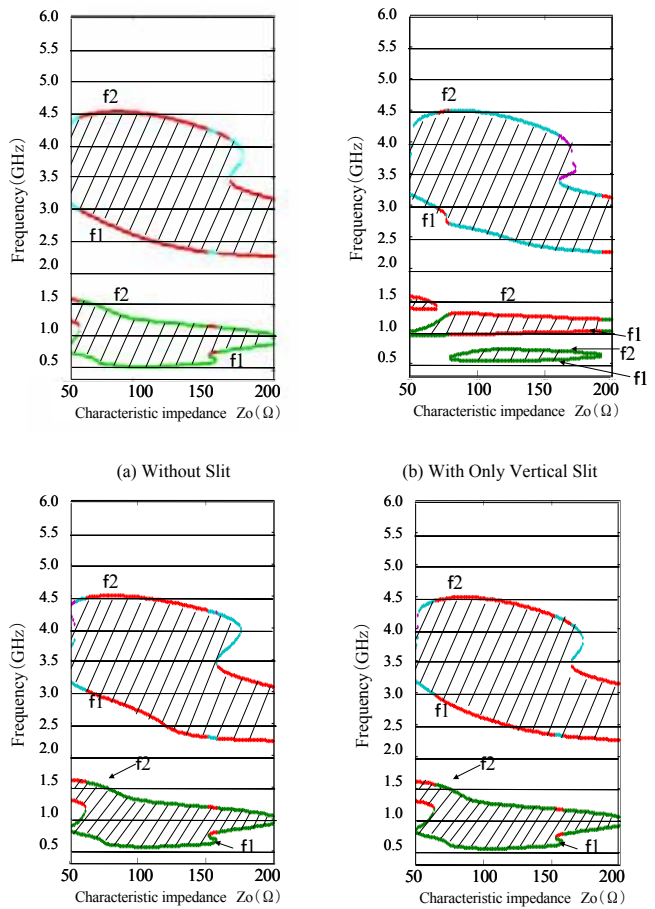 6.0
5.5
5.0
4.5
4.0
3.5
3.0
2.5
2.0
1.5
1.0
0.5
Frequency(GHz)
f2
f1
f2
f1
50 100 150 200
Characteristic impedance Zo(Ω)
(a) Without Slit
6.0
5.5
5.0
4.5
4.0
3.5
3.0
2.5
2.0
1.5
1.0
0.5
Frequency(GHz)
f2
f1
f2
f1
f2
f1
50 100 150 200
Characteristic impedance Zo(Ω)
(b) With Only Vertical Slit
6.0
5.5
5.0
4.5
4.0
3.5
3.0
2.5
2.0
1.5
1.0
0.5
Frequency(GHz)
f2
f1
f2
f1
50 100 150 200
Characteristic impedance Zo(Ω)
6.0
5.5
5.0
4.5
4.0
3.5
3.0
2.5
2.0
1.5
1.0
0.5
Frequency(GHz)
f2
f1
f2
f1
50 100 150 200
Characteristic impedance Zo(Ω)